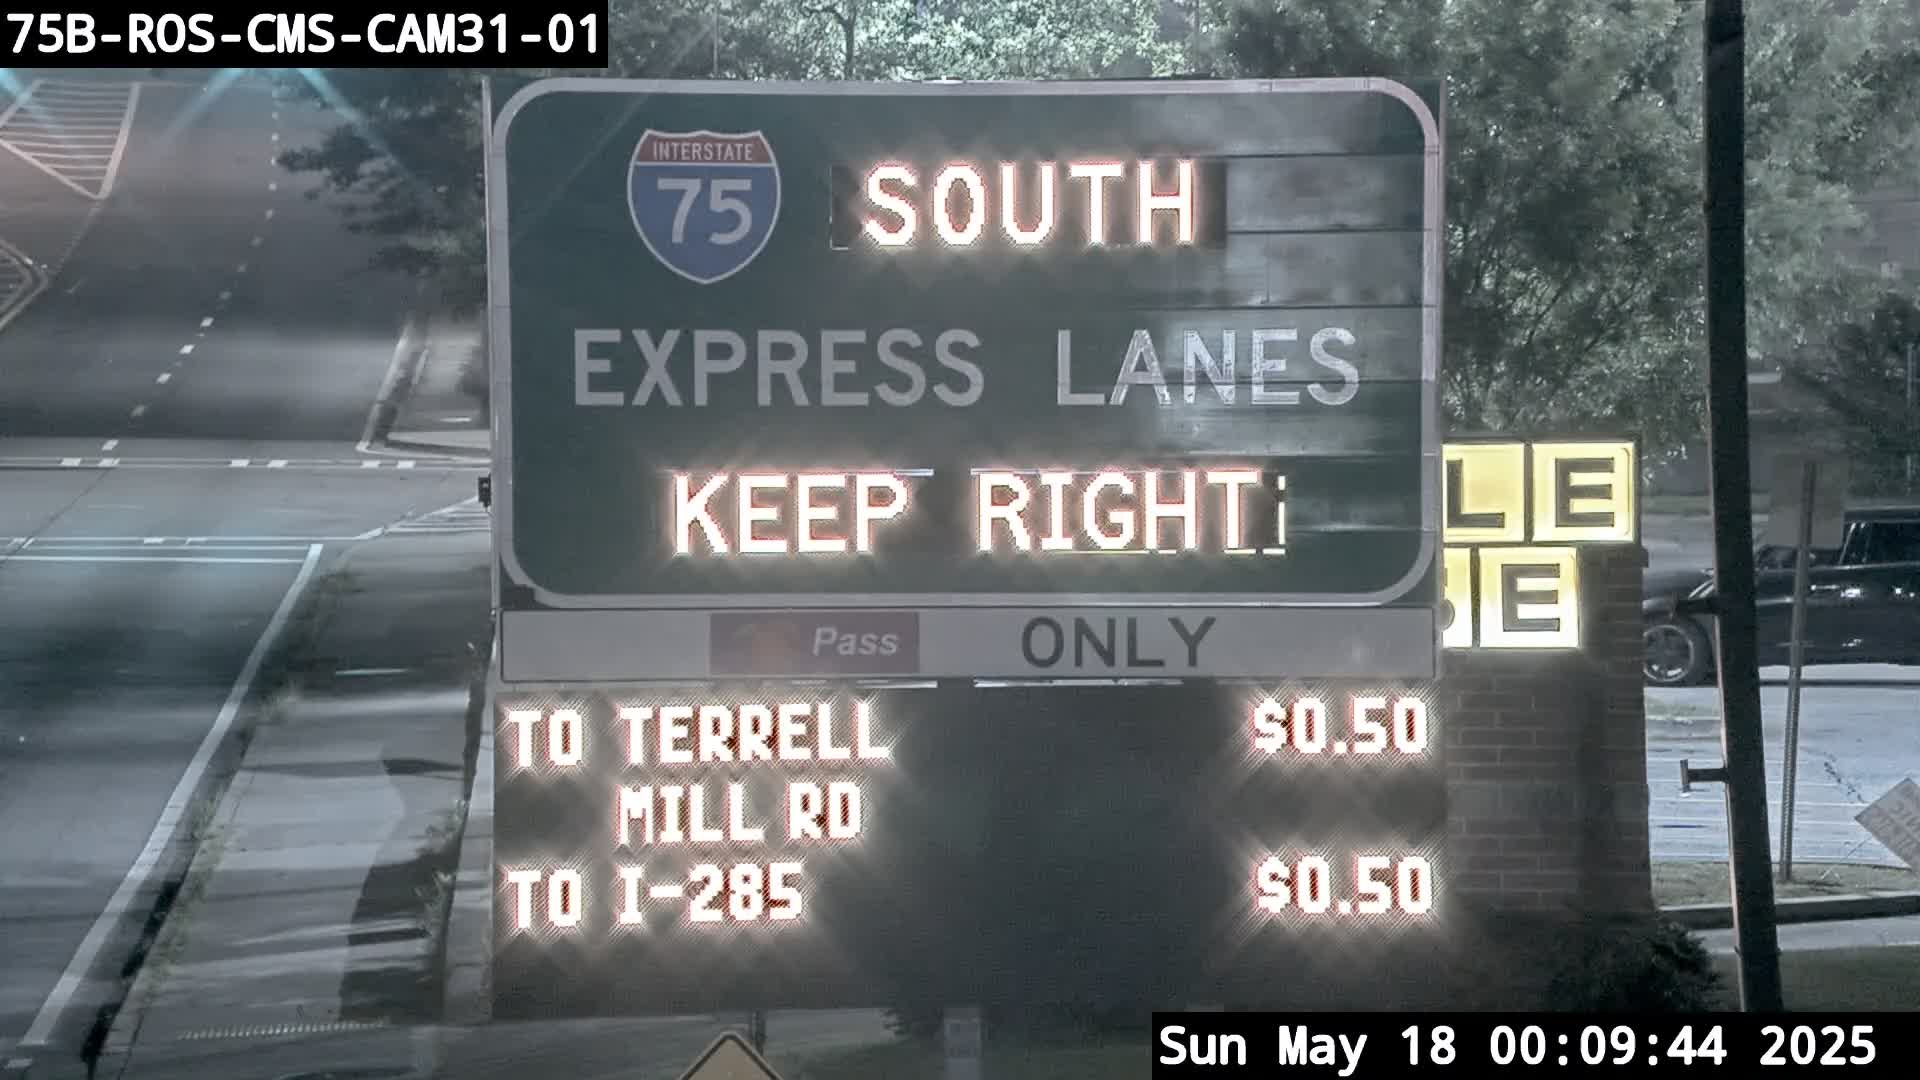 75B-ROS-CMS-CAM31-01
INTERSTATE
75
SOUTH
EXPRESS LANES
KEEP RIGHT
Pass ONLY
TO TERRELL $0.50
MILL RD
TO I-285 $0.50
LE
E
Sun May 18 00:09:44 2025